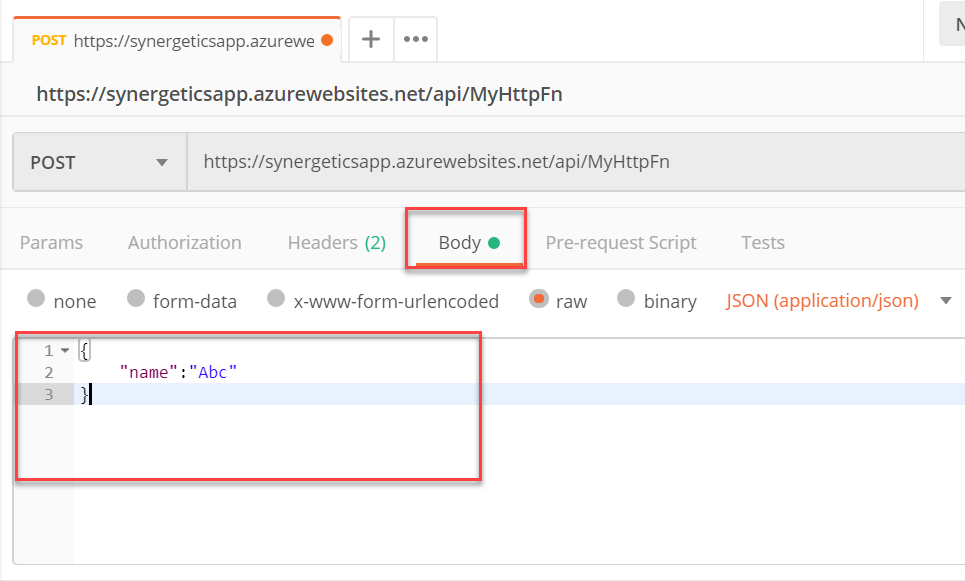 POST https://synergeticsapp.azurewe
N
https://synergeticsapp.azurewebsites.net/api/MyHttpFn
POST https://synergeticsapp.azurewebsites.net/api/MyHttpFn
Params Authorization Headers (2) Body Pre-request Script Tests
none form-data x-www-form-urlencoded raw binary JSON (application/json)
1 {
2 "name":"Abc"
3 }